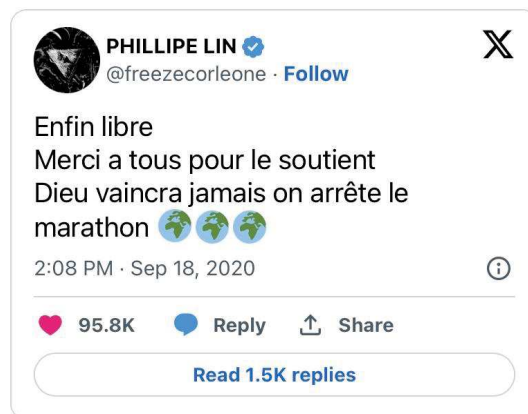 PHILLIPE LIN
@freezecorleone · Follow
Enfin libre
Merci a tous pour le soutient
Dieu vaincra jamais on arrête le
marathon 🌍🌍🌍
2:08 PM · Sep 18, 2020
95.8K Reply Share
Read 1.5K replies